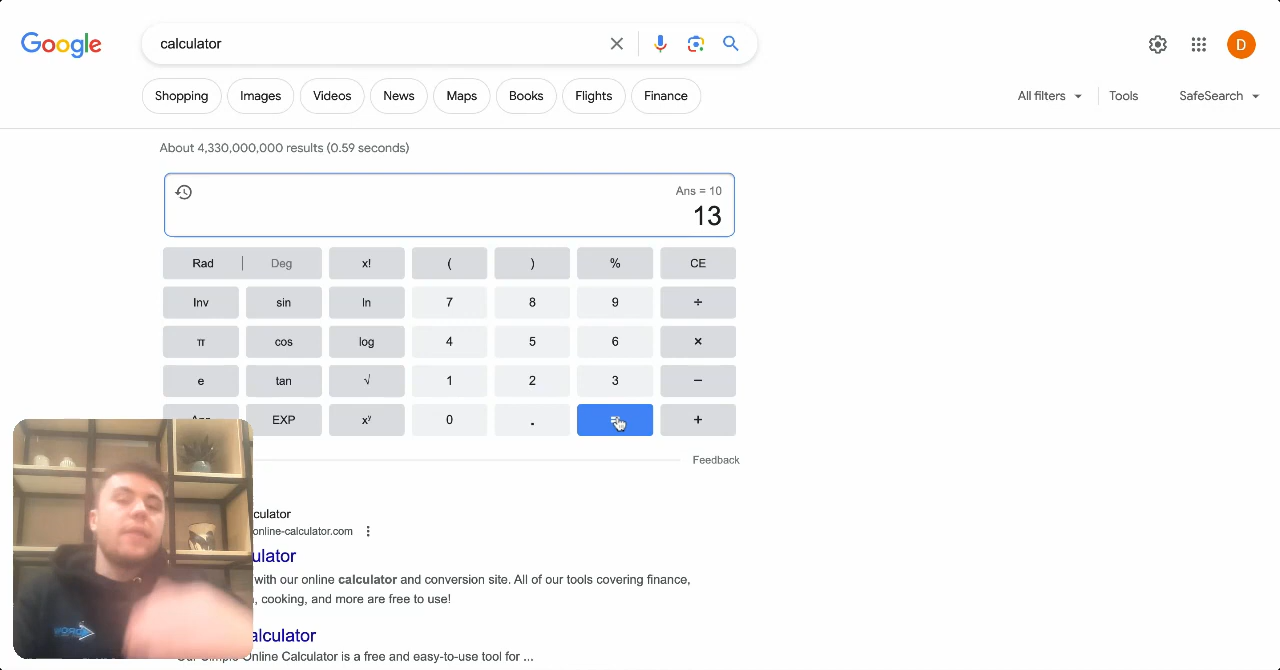 Google
calculator
D
Shopping
Images
Videos
News
Maps
Books
Flights
Finance
All filters
Tools
SafeSearch
About 4,330,000,000 results (0.59 seconds)
Ans = 10
13
Rad | Deg x! ( ) % CE
Inv sin ln 7 8 9 ÷
π cos log 4 5 6 ×
e tan √ 1 2 3 −
EXP xʸ 0 . = +
Feedback
culator
online-calculator.com
ulator
with our online calculator and conversion site. All of our tools covering finance,
, cooking, and more are free to use!
alculator
Our Simple Online Calculator is a free and easy-to-use tool for ...